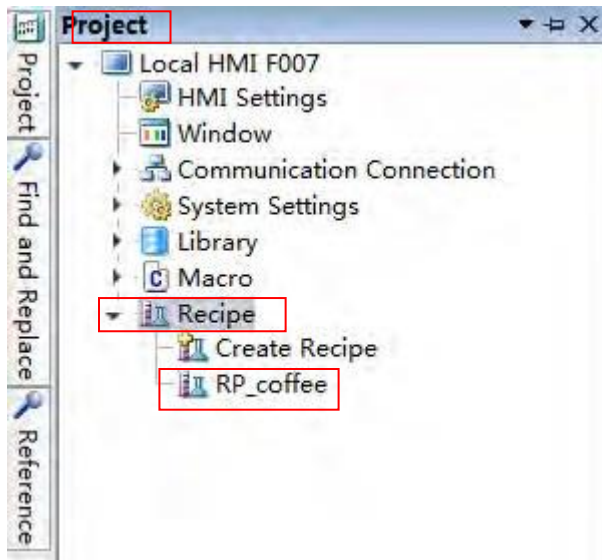 Project
Local HMI F007
HMI Settings
Window
Communication Connection
System Settings
Library
C Macro
Recipe
Create Recipe
RP_coffee
Project
Find and Replace
Reference